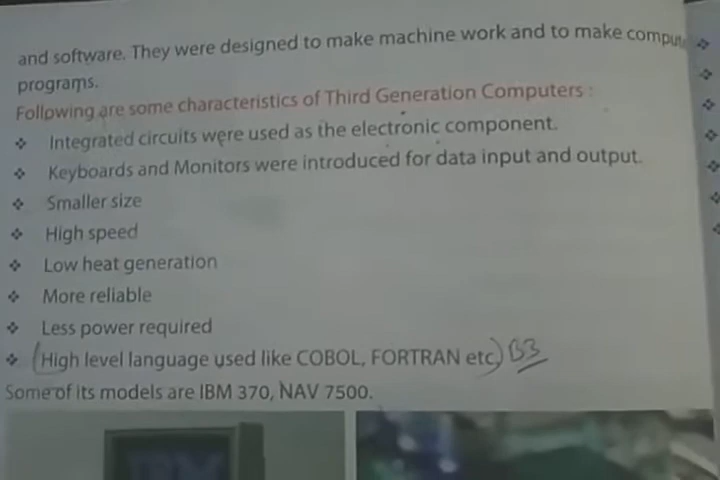 and software. They were designed to make machine work and to make
programs.
Following are some characteristics of Third Generation Computers :
❖ Integrated circuits were used as the electronic component.
❖ Keyboards and Monitors were introduced for data input and output.
❖ Smaller size
❖ High speed
❖ Low heat generation
❖ More reliable
❖ Less power required
❖ (High level language used like COBOL, FORTRAN etc.) B3
Some of its models are IBM 370, NAV 7500.
IBM